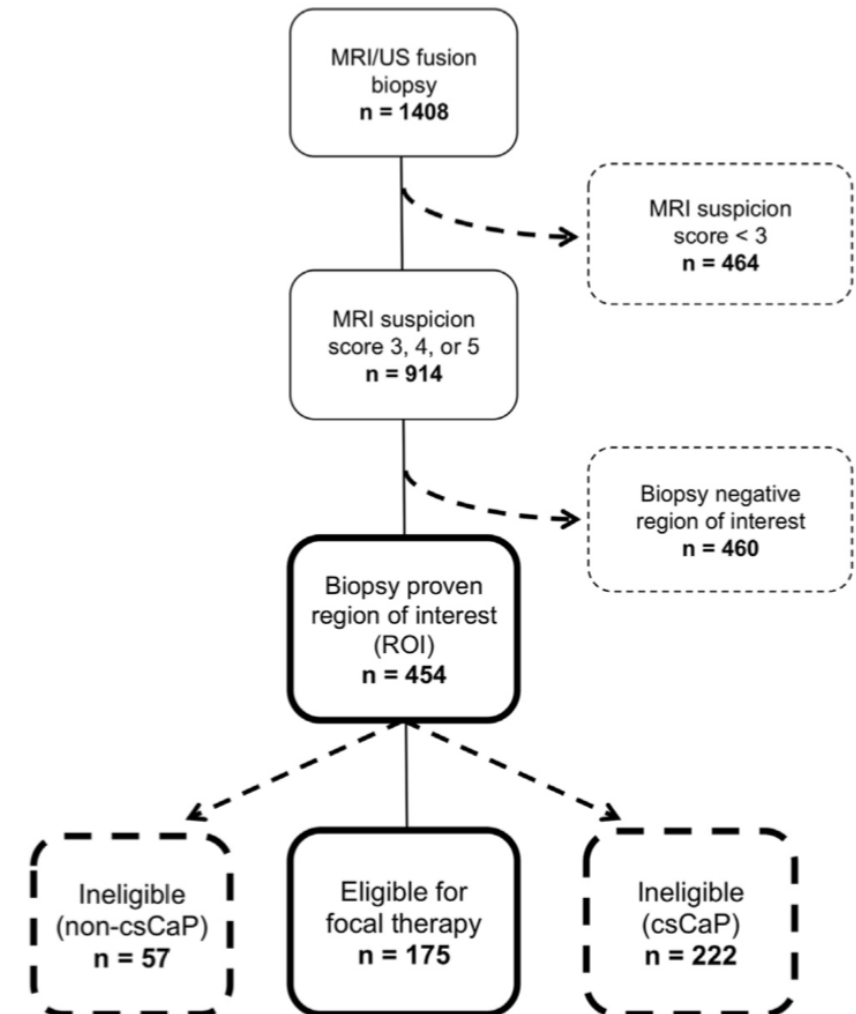 MRI/US fusion
biopsy
n = 1408
MRI suspicion
score < 3
n = 464
MRI suspicion
score 3, 4, or 5
n = 914
Biopsy negative
region of interest
n = 460
Biopsy proven
region of interest
(ROI)
n = 454
Ineligible
(non-csCaP)
n = 57
Eligible for
focal therapy
n = 175
Ineligible
(csCaP)
n = 222